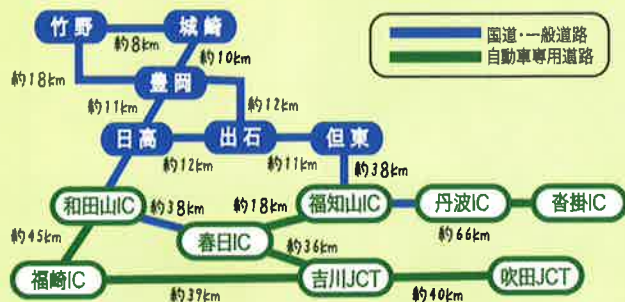 竹野
城崎
国道・一般道路
自動車専用道路
約8km
約10km
約18km
豊岡
約11km
約12km
日高
出石
但東
約12km
約11km
約38km
和田山IC
約38km
約18km
福知山IC
丹波IC
沓掛IC
約45km
春日IC
約36km
約66km
福崎IC
吉川JCT
吹田JCT
約39km
約40km